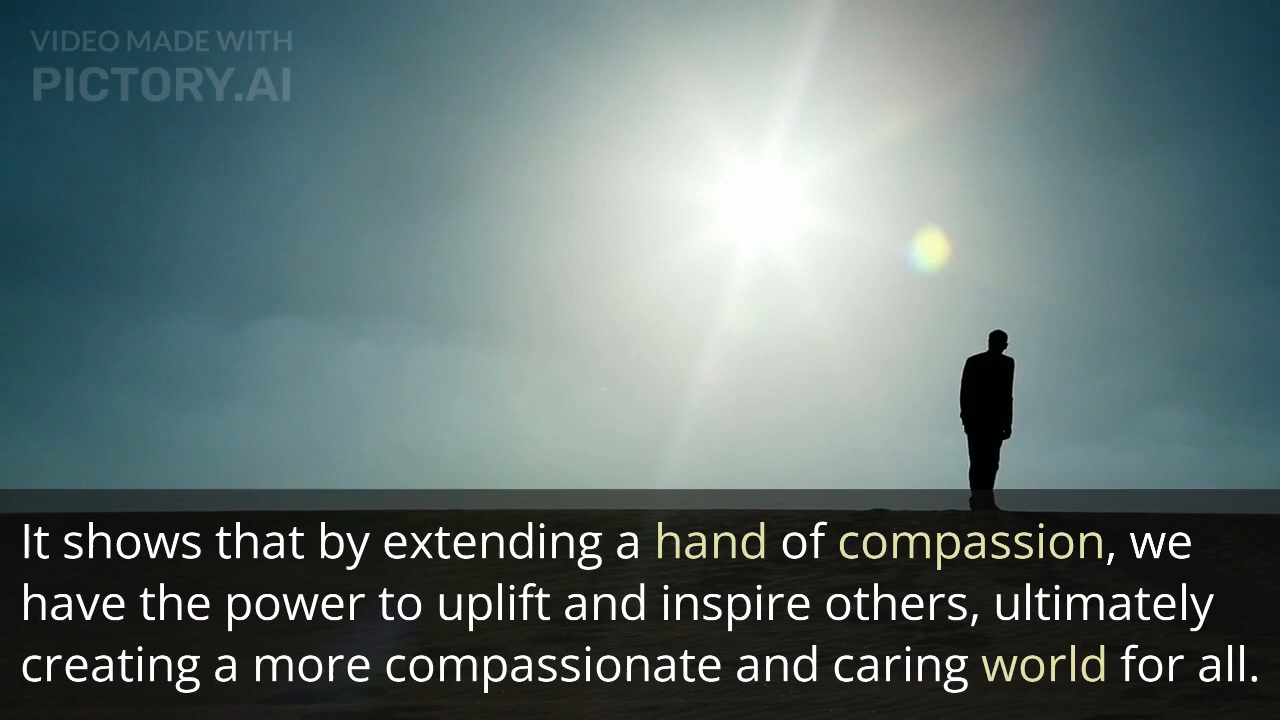 VIDEO MADE WITH
PICTORY.AI
It shows that by extending a hand of compassion, we
have the power to uplift and inspire others, ultimately
creating a more compassionate and caring world for all.